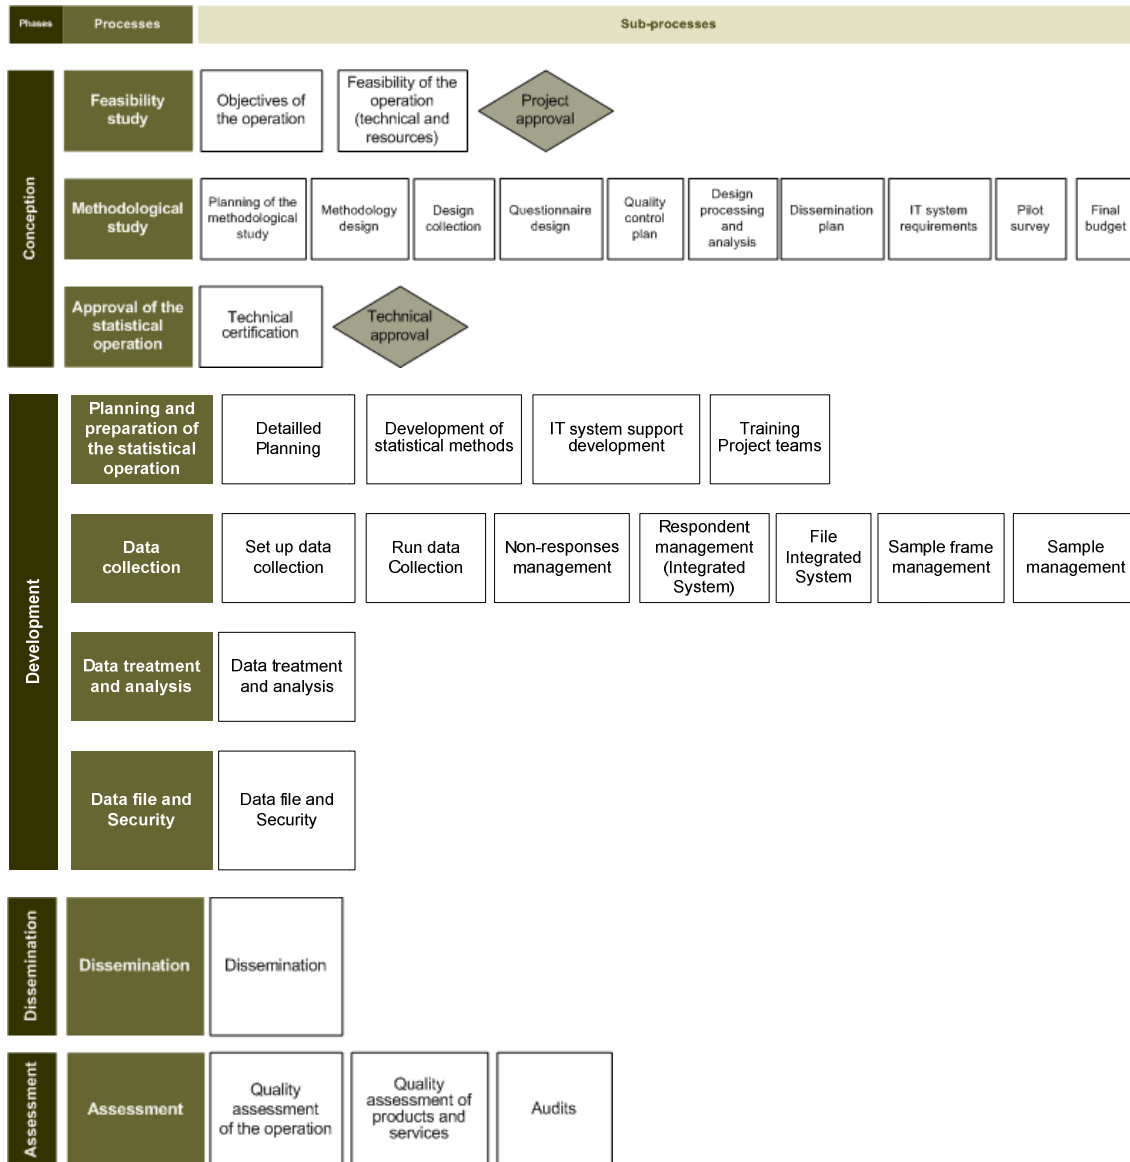 Phases
Processes
Sub-processes
Conception
Feasibility
study
Objectives of
the operation
Feasibility of the
operation
(technical and
resources)
Project
approval
Methodological
study
Planning of the
methodological
study
Methodology
design
Design
collection
Questionnaire
design
Quality
control
plan
Design
processing
and
analysis
Dissemination
plan
IT system
requirements
Pilot
survey
Final
budget
Approval of the
statistical
operation
Technical
certification
Technical
approval
Development
Planning and
preparation of
the statistical
operation
Detailled
Planning
Development of
statistical methods
IT system support
development
Training
Project teams
Data
collection
Set up data
collection
Run data
Collection
Non-responses
management
Respondent
management
(Integrated
System)
File
Integrated
System
Sample frame
management
Sample
management
Data treatment
and analysis
Data treatment
and analysis
Data file and
Security
Data file and
Security
Dissemination
Dissemination
Dissemination
Assessment
Assessment
Quality
assessment
of the operation
Quality
assessment of
products and
services
Audits